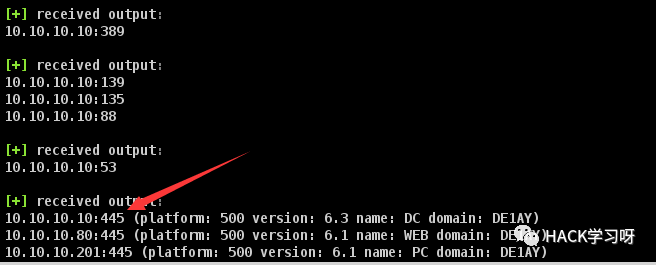 [+] received output:
10.10.10.10:389
[+] received output:
10.10.10.10:139
10.10.10.10:135
10.10.10.10:88
[+] received output:
10.10.10.10:53
[+] received output:
10.10.10.10:445 (platform: 500 version: 6.3 name: DC domain: DE1AY)
10.10.10.80:445 (platform: 500 version: 6.1 name: WEB domain: DE1AY)
10.10.10.201:445 (platform: 500 version: 6.1 name: PC domain: DE1AY)
HACK学习呀